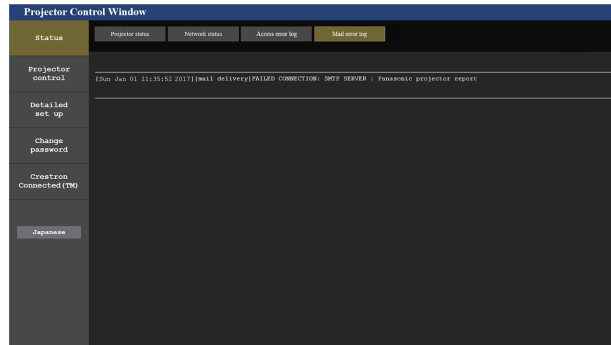 Projector Control Window
Status
Projector status
Network status
Access error log
Mail error log
Projector
control
[Sun Jan 01 11:35:52 2017][mail delivery]FAILED CONNECTION: SMTP SERVER : Panasonic projector report
Detailed
set up
Change
password
Crestron
Connected(TM)
Japanese